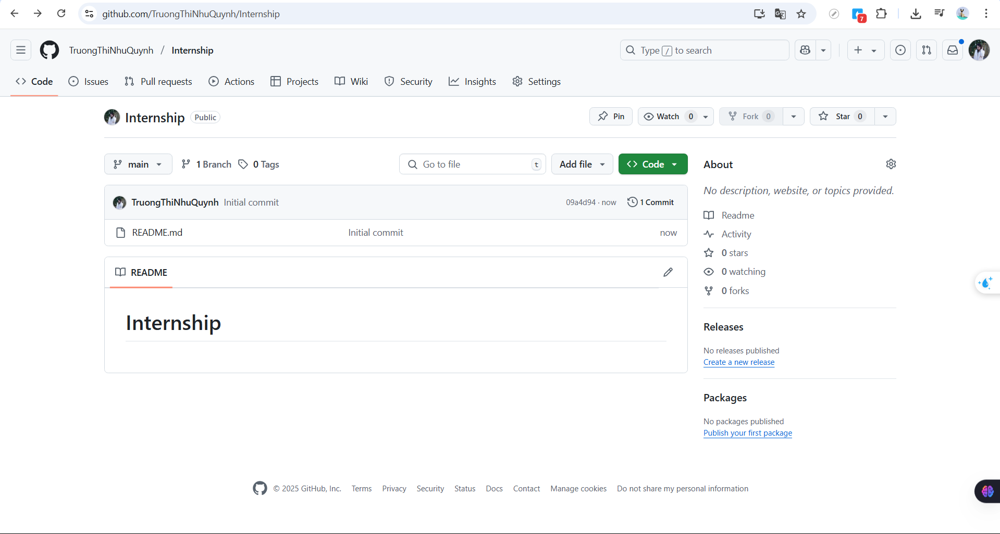 github.com/TruongThiNhuQuynh/Internship
7
TruongThiNhuQuynh / Internship
Type / to search
Code Issues Pull requests Actions Projects Wiki Security Insights Settings
Internship Public
Pin Watch 0 Fork 0 Star 0
main 1 Branch 0 Tags Go to file t Add file Code
TruongThiNhuQuynh Initial commit 09a4d94 · now 1 Commit
README.md Initial commit now
README
Internship
About
No description, website, or topics provided.
Readme
Activity
0 stars
0 watching
0 forks
Releases
No releases published
Create a new release
Packages
No packages published
Publish your first package
© 2025 GitHub, Inc. Terms Privacy Security Status Docs Contact Manage cookies Do not share my personal information